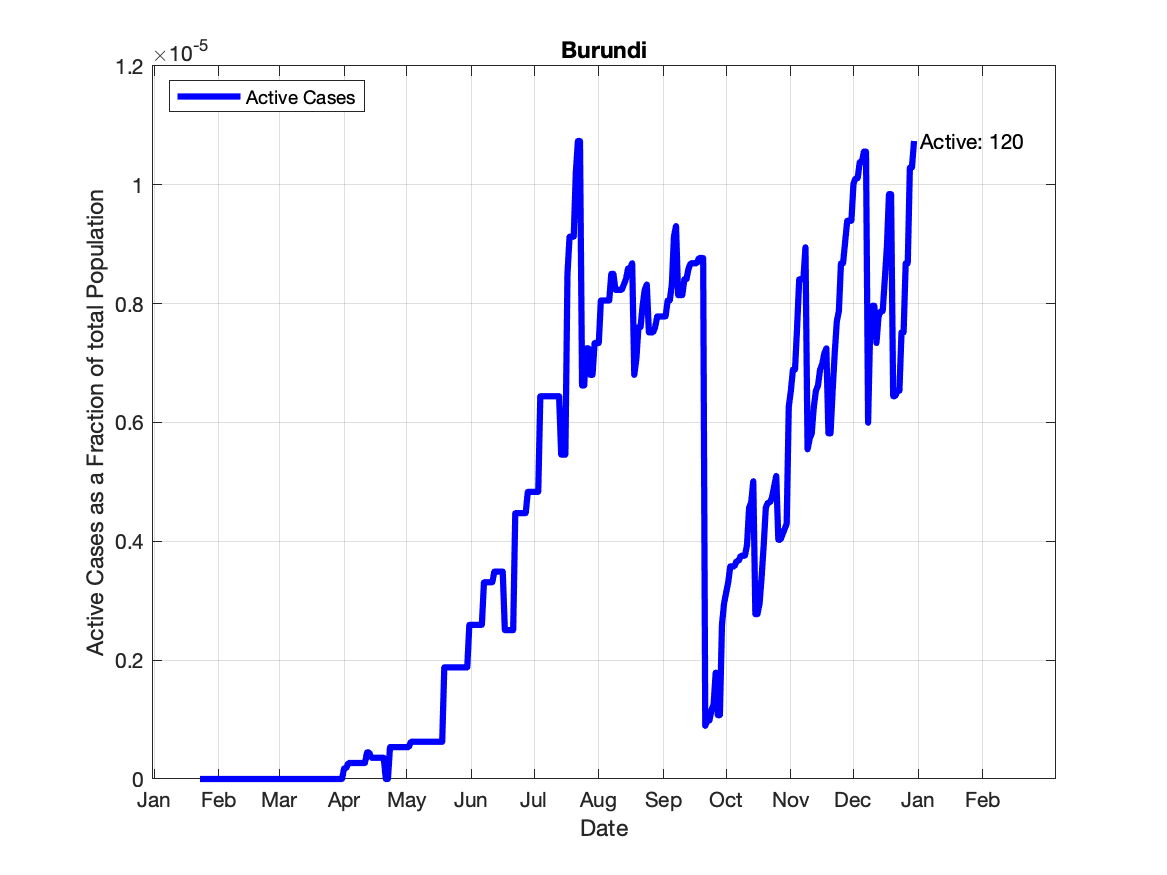 Burundi
×10-5
1.2
1
0.8
0.6
0.4
0.2
0
Active Cases as a Fraction of total Population
Active Cases
Active: 120
Jan Feb Mar Apr May Jun Jul Aug Sep Oct Nov Dec Jan Feb
Date